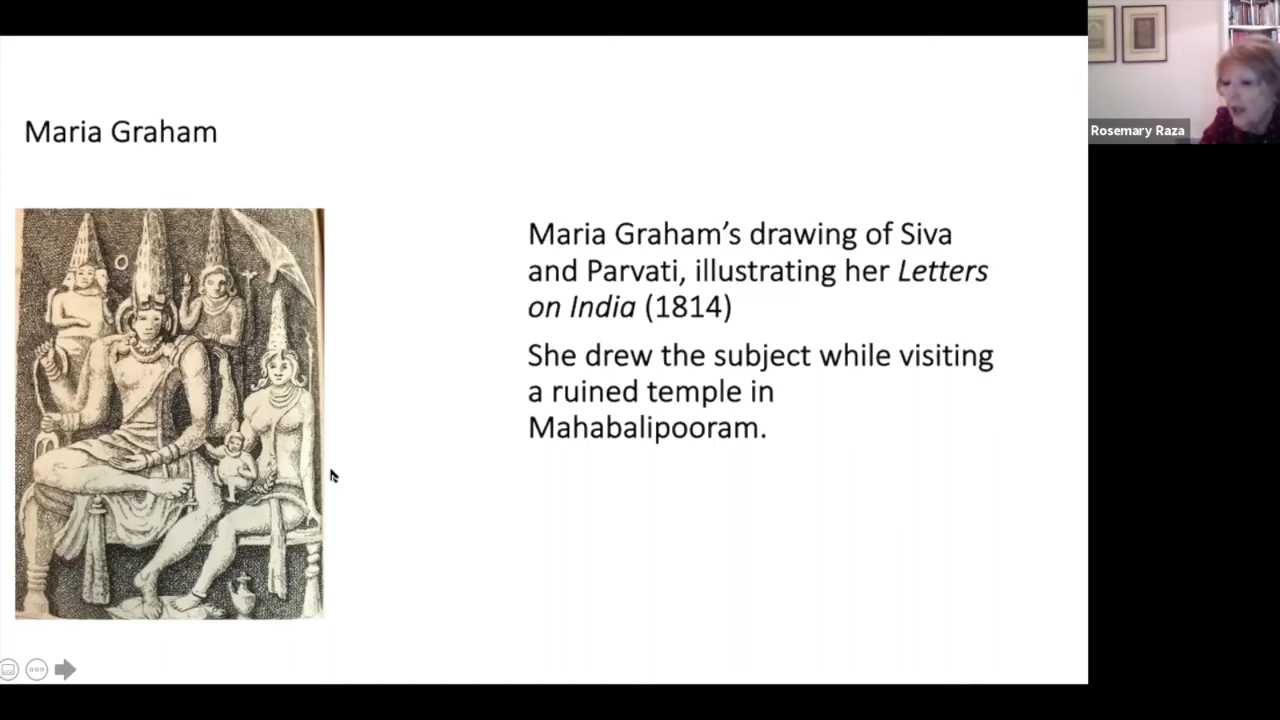 Maria Graham
Maria Graham’s drawing of Siva
and Parvati, illustrating her Letters
on India (1814)
She drew the subject while visiting
a ruined temple in
Mahabalipooram.
Rosemary Raza